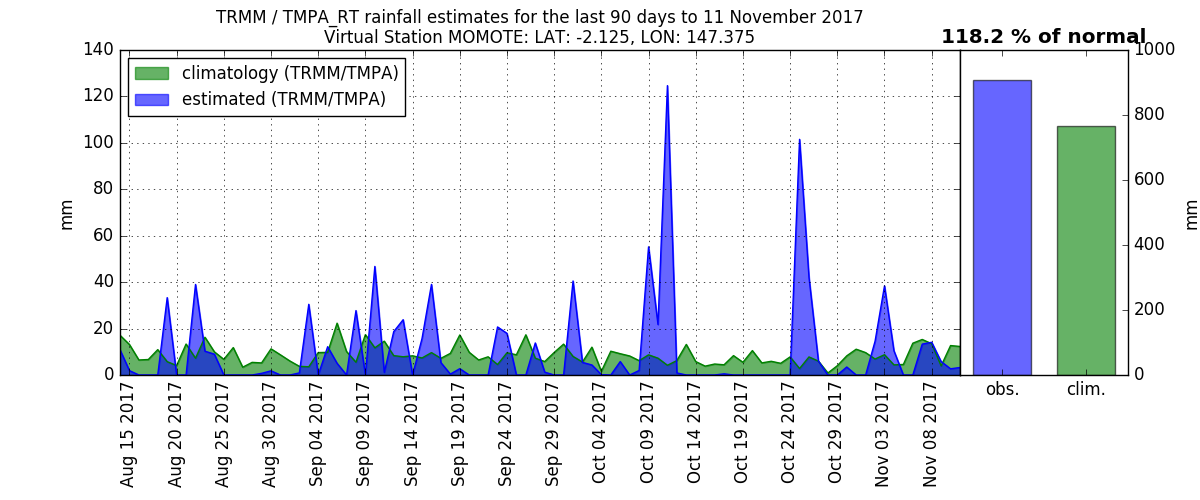 TRMM / TMPA_RT rainfall estimates for the last 90 days to 11 November 2017
Virtual Station MOMOTE: LAT: -2.125, LON: 147.375
118.2 % of normal
climatology (TRMM/TMPA)
estimated (TRMM/TMPA)
mm
140
120
100
80
60
40
20
0
Aug 15 2017
Aug 20 2017
Aug 25 2017
Aug 30 2017
Sep 04 2017
Sep 09 2017
Sep 14 2017
Sep 19 2017
Sep 24 2017
Sep 29 2017
Oct 04 2017
Oct 09 2017
Oct 14 2017
Oct 19 2017
Oct 24 2017
Oct 29 2017
Nov 03 2017
Nov 08 2017
1000
800
600
400
200
0
mm
obs.
clim.